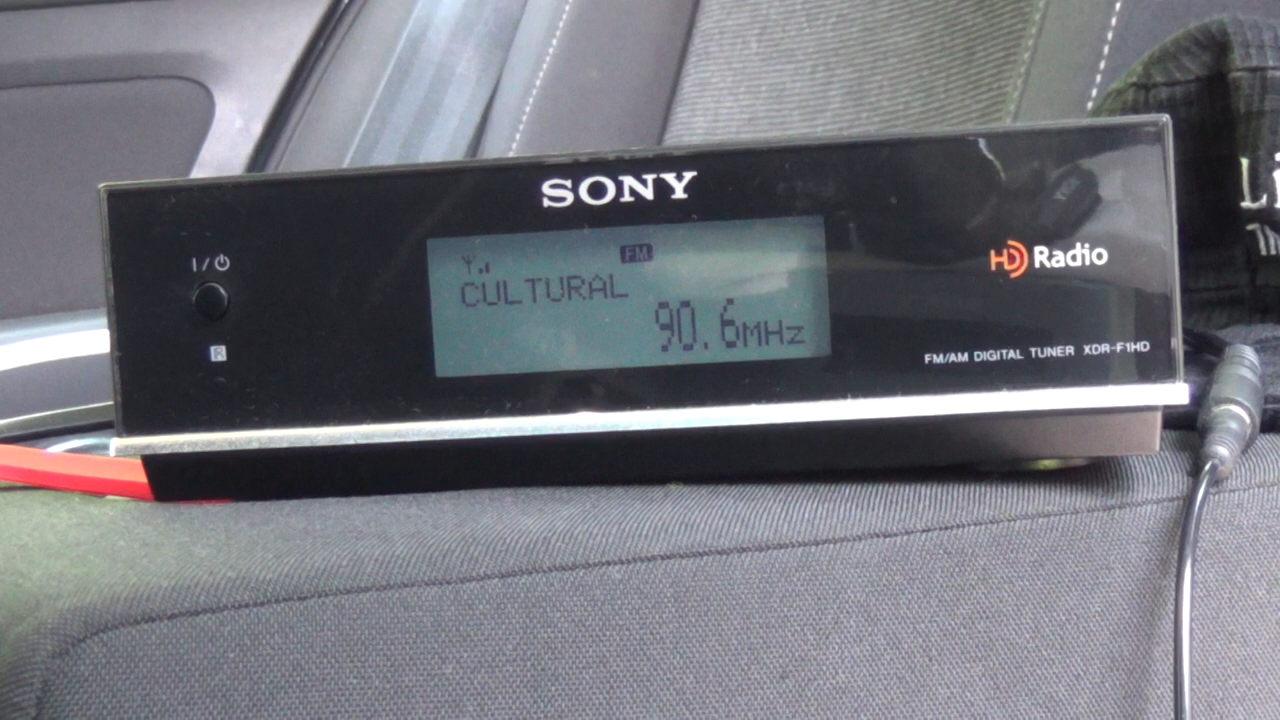 SONY
I/⏻
R
FM
CULTURAL
90.6MHz
HD Radio
FM/AM DIGITAL TUNER XDR-F1HD